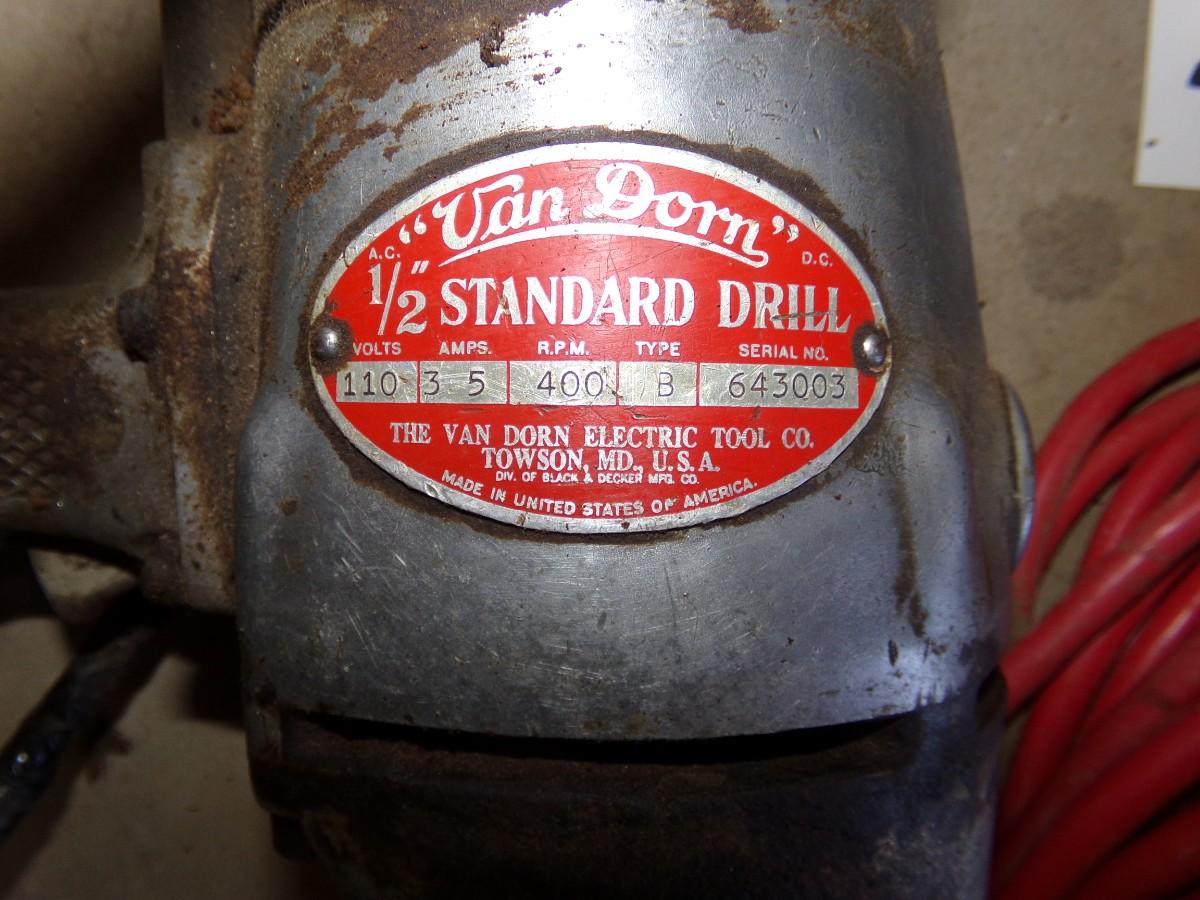 "Van Dorn"
A.C. D.C.
1/2" STANDARD DRILL
VOLTS AMPS. R.P.M. TYPE SERIAL NO.
110 3 5 400 B 643003
THE VAN DORN ELECTRIC TOOL CO.
TOWSON, MD., U.S.A.
DIV. OF BLACK & DECKER MFG. CO.
MADE IN UNITED STATES OF AMERICA.